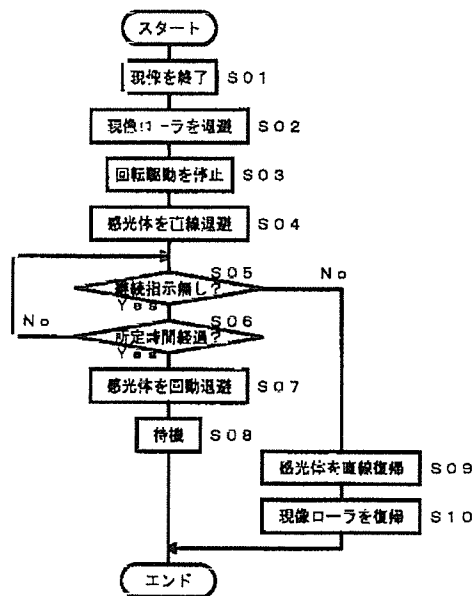 スタート
現像を終了 S01
現像ローラを退避 S02
回転駆動を停止 S03
感光体を直線退避 S04
S05
継続指示無し? No
Yes
S06
No 所定時間経過?
Yes
感光体を回動退避 S07
待機 S08
感光体を直線復帰 S09
現像ローラを復帰 S10
エンド